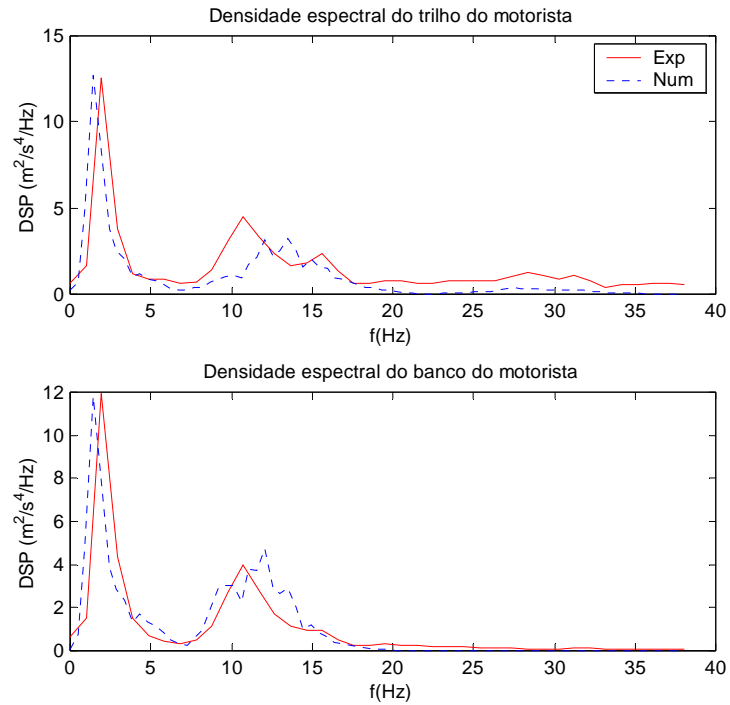 Densidade espectral do trilho do motorista
15
10
5
0
DSP (m²/s⁴/Hz)
Exp
Num
0 5 10 15 20 25 30 35 40
f(Hz)
Densidade espectral do banco do motorista
12
10
8
6
4
2
0
DSP (m²/s⁴/Hz)
0 5 10 15 20 25 30 35 40
f(Hz)